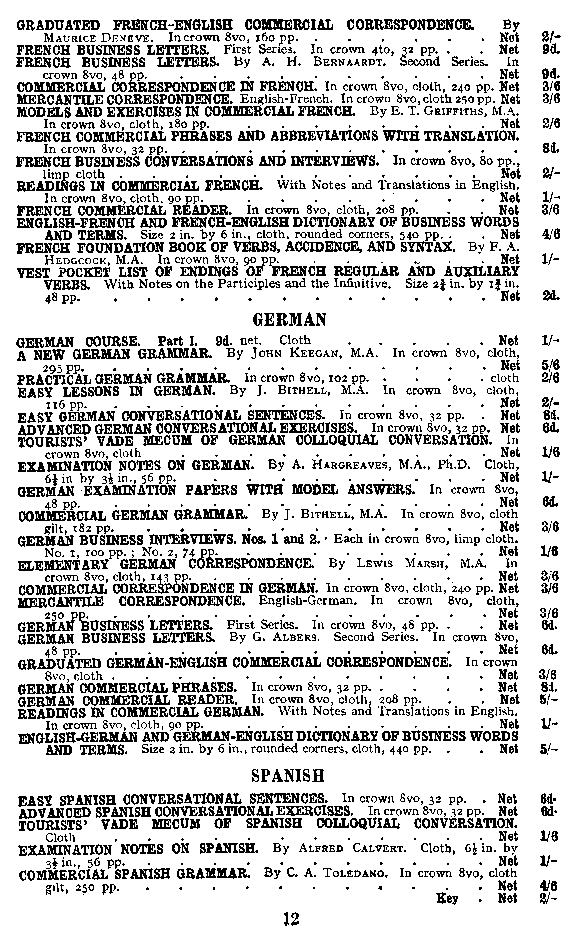 GRADUATED FRENCH-ENGLISH COMMERCIAL CORRESPONDENCE. By
MAURICE DENEVE. In crown 8vo, 160 pp. . . . . . Net 2/-
FRENCH BUSINESS LETTERS. First Series. In crown 4to, 32 pp. . . . Net 9d.
FRENCH BUSINESS LETTERS. By A. H. BERNAARDT. Second Series. In
crown 8vo, 48 pp. . . . . . . . . . Net 9d.
COMMERCIAL CORRESPONDENCE IN FRENCH. In crown 8vo, cloth, 240 pp. Net 3/6
MERCANTILE CORRESPONDENCE. English-French. In crown 8vo, cloth 250 pp. Net 3/6
MODELS AND EXERCISES IN COMMERCIAL FRENCH. By E. T. GRIFFITHS, M.A.
In crown 8vo, cloth, 180 pp. . . . . . . . Net 2/6
FRENCH COMMERCIAL PHRASES AND ABBREVIATIONS WITH TRANSLATION.
In crown 8vo, 32 pp. . . . . . . . . . 8d.
FRENCH BUSINESS CONVERSATIONS AND INTERVIEWS. In crown 8vo, 80 pp.,
limp cloth . . . . . . . . . . Net 2/-
READINGS IN COMMERCIAL FRENCH. With Notes and Translations in English.
In crown 8vo, cloth, 90 pp. . . . . . . . Net 1/-
FRENCH COMMERCIAL READER. In crown 8vo, cloth, 208 pp. . . Net 3/6
ENGLISH-FRENCH AND FRENCH-ENGLISH DICTIONARY OF BUSINESS WORDS
AND TERMS. Size 2 in. by 6 in., cloth, rounded corners, 540 pp. . . Net 4/6
FRENCH FOUNDATION BOOK OF VERBS, ACCIDENCE, AND SYNTAX. By F. A.
HEDGCOCK, M.A. In crown 8vo, 90 pp. . . . . . Net 1/-
VEST POCKET LIST OF ENDINGS OF FRENCH REGULAR AND AUXILIARY
VERBS. With Notes on the Participles and the Infinitive. Size 2¾ in. by 1¾ in.
48 pp. . . . . . . . . . . Net 2d.
GERMAN
GERMAN COURSE. Part I. 9d. net. Cloth . . . . . Net 1/-
A NEW GERMAN GRAMMAR. By JOHN KEEGAN, M.A. In crown 8vo, cloth,
295 pp. . . . . . . . . . . Net 5/6
PRACTICAL GERMAN GRAMMAR. In crown 8vo, 102 pp. . . . . cloth 2/6
EASY LESSONS IN GERMAN. By J. BITHELL, M.A. In crown 8vo, cloth,
116 pp. . . . . . . . . . . Net 2/-
EASY GERMAN CONVERSATIONAL SENTENCES. In crown 8vo, 32 pp. . Net 6d.
ADVANCED GERMAN CONVERSATIONAL EXERCISES. In crown 8vo, 32 pp. Net 6d.
TOURISTS' VADE MECUM OF GERMAN COLLOQUIAL CONVERSATION. In
crown 8vo, cloth . . . . . . . . . Net 1/6
EXAMINATION NOTES ON GERMAN. By A. HARGREAVES, M.A., Ph.D. Cloth,
6½ in by 3½ in., 56 pp. . . . . . . . . Net 1/-
GERMAN EXAMINATION PAPERS WITH MODEL ANSWERS. In crown 8vo,
48 pp. . . . . . . . . . . Net 6d.
COMMERCIAL GERMAN GRAMMAR. By J. BITHELL, M.A. In crown 8vo, cloth
gilt, 182 pp. . . . . . . . . . Net 3/6
GERMAN BUSINESS INTERVIEWS. Nos. 1 and 2. Each in crown 8vo, limp cloth.
No. 1, 100 pp.; No. 2, 74 pp. . . . . . . . Net 1/6
ELEMENTARY GERMAN CORRESPONDENCE. By LEWIS MARSH, M.A. In
crown 8vo, cloth, 143 pp. . . . . . . . Net 3/6
COMMERCIAL CORRESPONDENCE IN GERMAN. In crown 8vo, cloth, 240 pp. Net 3/6
MERCANTILE CORRESPONDENCE. English-German. In crown 8vo, cloth,
250 pp. . . . . . . . . . . Net 3/6
GERMAN BUSINESS LETTERS. First Series. In crown 8vo, 48 pp. . . Net 6d.
GERMAN BUSINESS LETTERS. By G. ALBERS. Second Series. In crown 8vo,
48 pp. . . . . . . . . . . Net 6d.
GRADUATED GERMAN-ENGLISH COMMERCIAL CORRESPONDENCE. In crown
8vo, cloth . . . . . . . . . . Net 3/6
GERMAN COMMERCIAL PHRASES. In crown 8vo, 32 pp. . . . . Net 8d.
GERMAN COMMERCIAL READER. In crown 8vo, cloth, 208 pp. . . Net 5/-
READINGS IN COMMERCIAL GERMAN. With Notes and Translations in English.
In crown 8vo, cloth, 90 pp. . . . . . . . Net 1/-
ENGLISH-GERMAN AND GERMAN-ENGLISH DICTIONARY OF BUSINESS WORDS
AND TERMS. Size 2 in. by 6 in., rounded corners, cloth, 440 pp. . . Net 5/-
SPANISH
EASY SPANISH CONVERSATIONAL SENTENCES. In crown 8vo, 32 pp. . Net 6d.
ADVANCED SPANISH CONVERSATIONAL EXERCISES. In crown 8vo, 32 pp. Net 6d.
TOURISTS' VADE MECUM OF SPANISH COLLOQUIAL CONVERSATION.
Cloth . . . . . . . . . . Net 1/6
EXAMINATION NOTES ON SPANISH. By ALFRED CALVERT. Cloth, 6½ in. by
3½ in., 56 pp. . . . . . . . . . Net 1/-
COMMERCIAL SPANISH GRAMMAR. By C. A. TOLEDANO. In crown 8vo, cloth
gilt, 250 pp. . . . . . . . . . Net 4/6
Key . Net 2/-
12